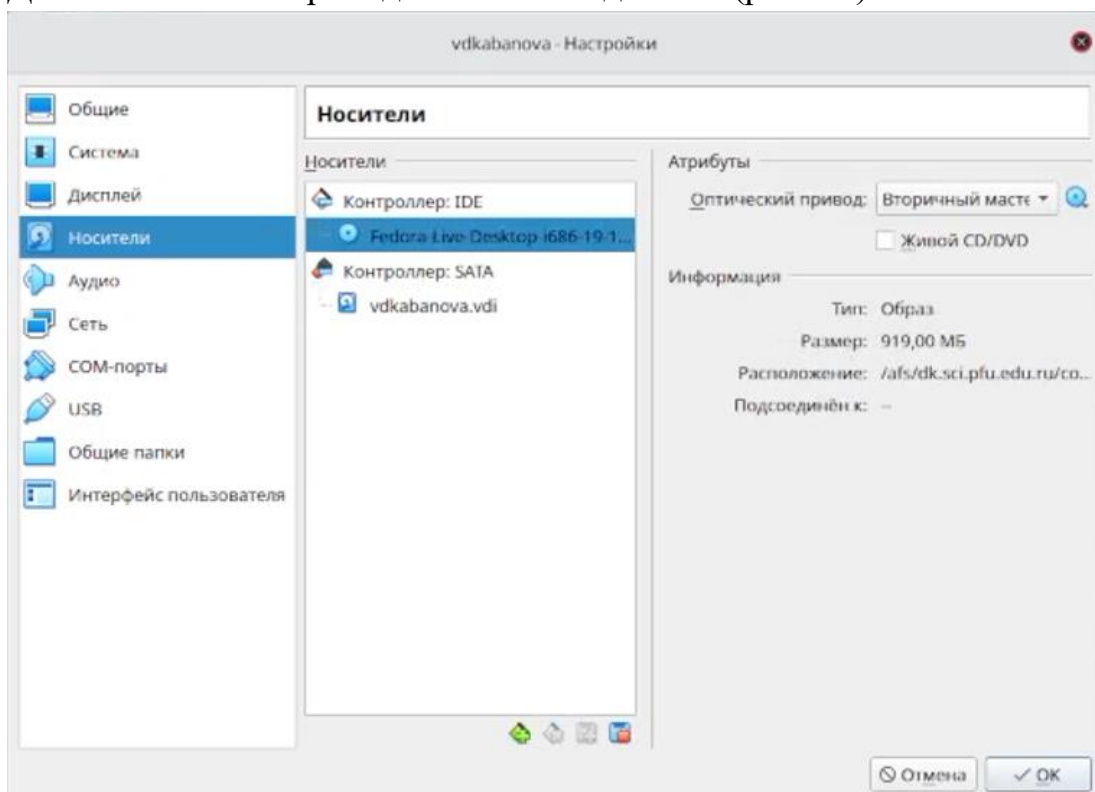 vdkabanova - Настройки
Общие
Система
Дисплей
Носители
Аудио
Сеть
COM-порты
USB
Общие папки
Интерфейс пользователя
Носители
Носители
Контроллер: IDE
Fedora-Live-Desktop-i686-19-1...
Контроллер: SATA
vdkabanova.vdi
Атрибуты
Оптический привод: Вторичный масте
Живой CD/DVD
Информация
Тип: Образ
Размер: 919,00 МБ
Расположение: /afs/dk.sci.pfu.edu.ru/co...
Подсоединён к: --
Отмена
OK